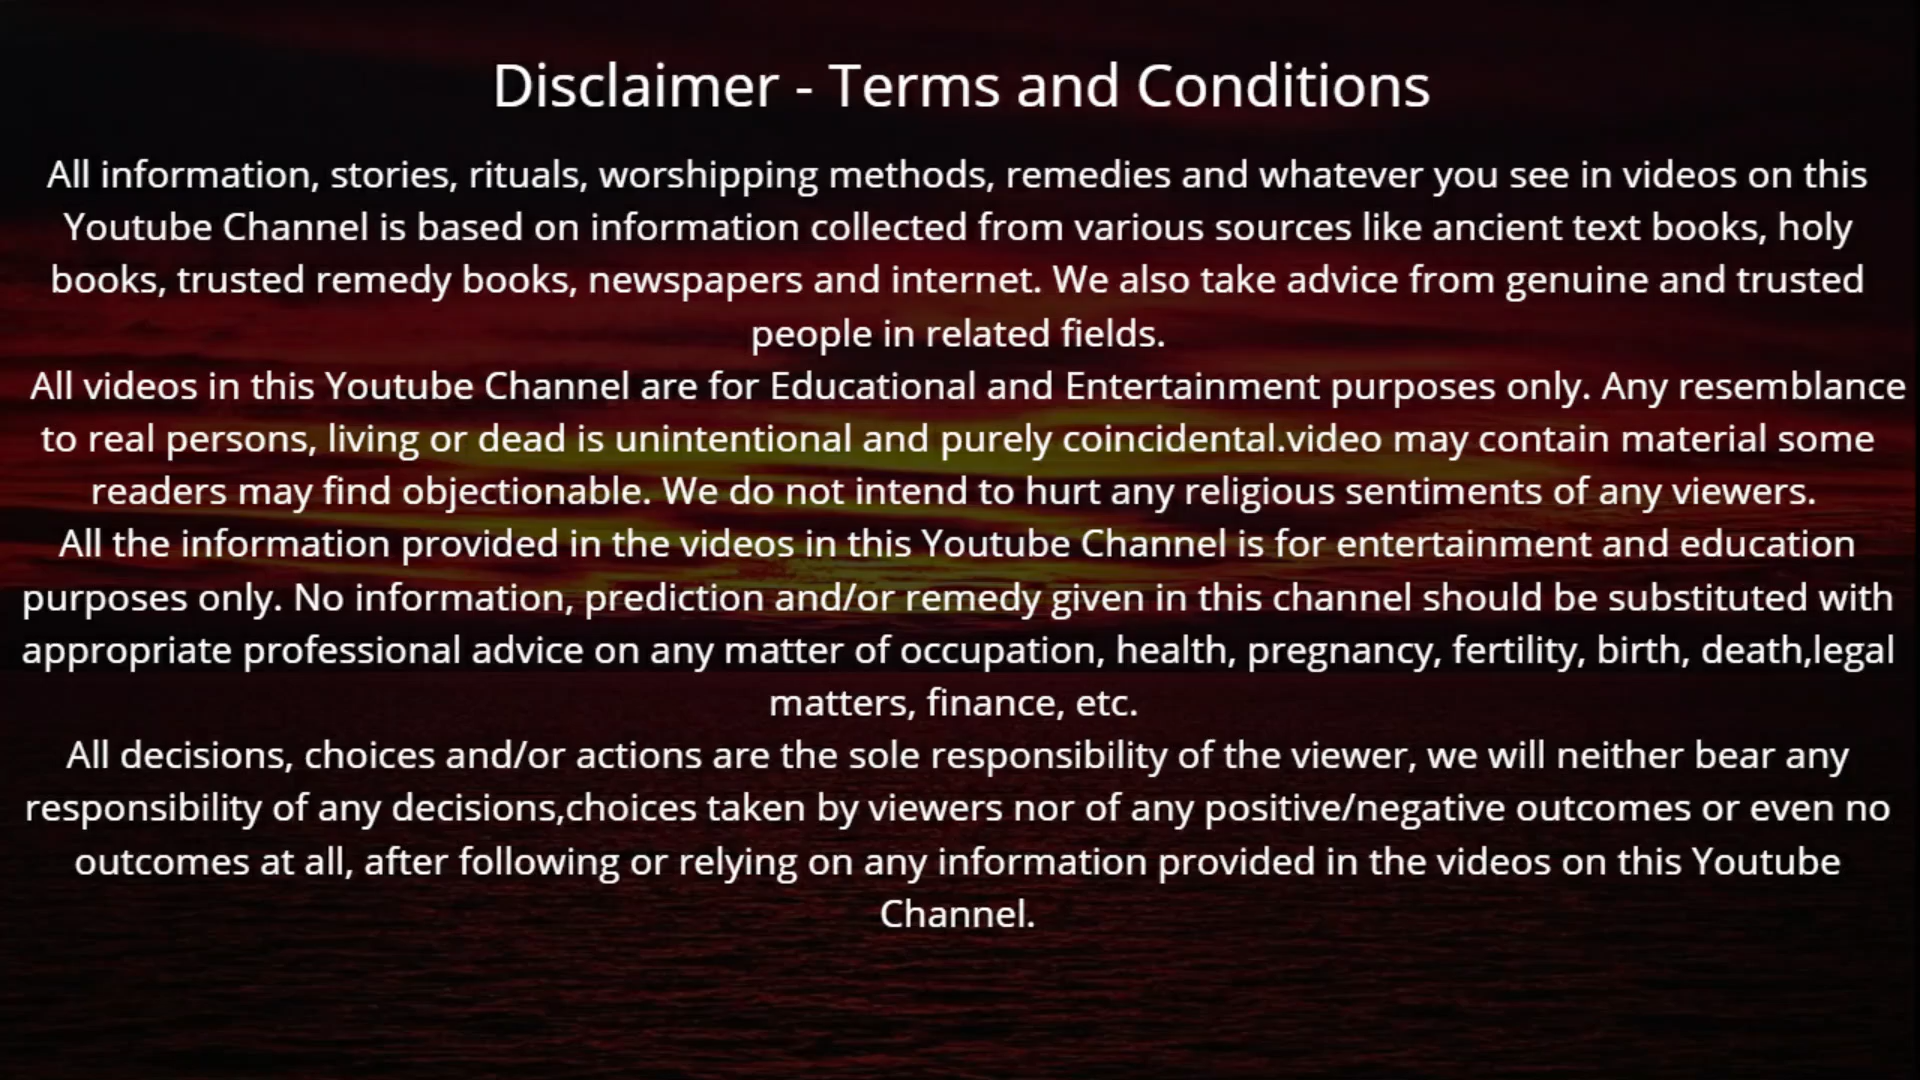 Disclaimer - Terms and Conditions
All information, stories, rituals, worshipping methods, remedies and whatever you see in videos on this
Youtube Channel is based on information collected from various sources like ancient text books, holy
books, trusted remedy books, newspapers and internet. We also take advice from genuine and trusted
people in related fields.
All videos in this Youtube Channel are for Educational and Entertainment purposes only. Any resemblance
to real persons, living or dead is unintentional and purely coincidental.video may contain material some
readers may find objectionable. We do not intend to hurt any religious sentiments of any viewers.
All the information provided in the videos in this Youtube Channel is for entertainment and education
purposes only. No information, prediction and/or remedy given in this channel should be substituted with
appropriate professional advice on any matter of occupation, health, pregnancy, fertility, birth, death,legal
matters, finance, etc.
All decisions, choices and/or actions are the sole responsibility of the viewer, we will neither bear any
responsibility of any decisions,choices taken by viewers nor of any positive/negative outcomes or even no
outcomes at all, after following or relying on any information provided in the videos on this Youtube
Channel.